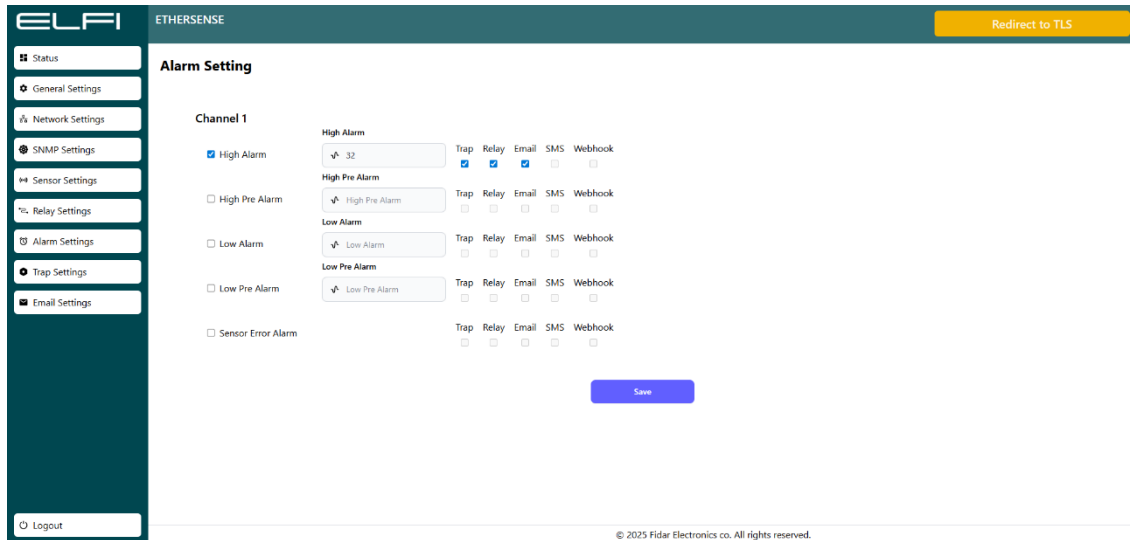 ELFI
ETHERSENSE
Redirect to TLS
Status
General Settings
Network Settings
SNMP Settings
Sensor Settings
Relay Settings
Alarm Settings
Trap Settings
Email Settings
Logout
Alarm Setting
Channel 1
High Alarm
High Alarm
32
Trap Relay Email SMS Webhook
High Pre Alarm
High Pre Alarm
High Pre Alarm
Trap Relay Email SMS Webhook
Low Alarm
Low Alarm
Low Alarm
Trap Relay Email SMS Webhook
Low Pre Alarm
Low Pre Alarm
Low Pre Alarm
Trap Relay Email SMS Webhook
Sensor Error Alarm
Trap Relay Email SMS Webhook
Save
© 2025 Fidar Electronics co. All rights reserved.